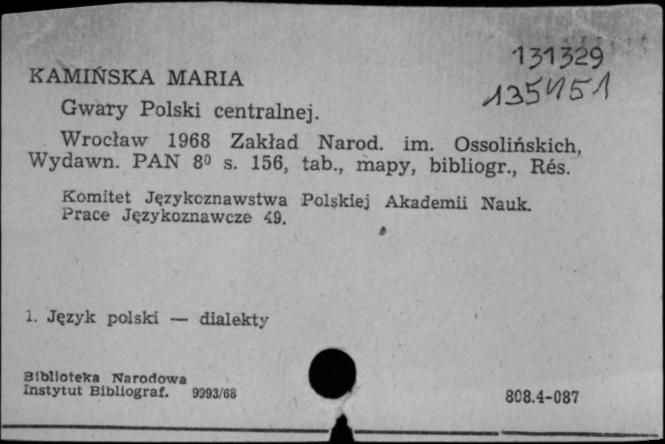 131329
KAMIŃSKA MARIA
135451
Gwary Polski centralnej.
Wrocław 1968 Zakład Narod. im. Ossolińskich,
Wydawn. PAN 8⁰ s. 156, tab., mapy, bibliogr., Rés.
Komitet Językoznawstwa Polskiej Akademii Nauk.
Prace Językoznawcze 49.
1. Język polski — dialekty
Biblioteka Narodowa
Instytut Bibliograf. 9993/68
808.4-087